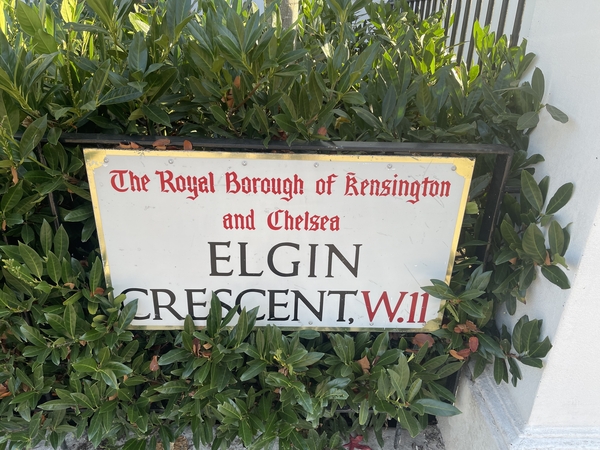 The Royal Borough of Kensington
and Chelsea
ELGIN
CRESCENT, W.11